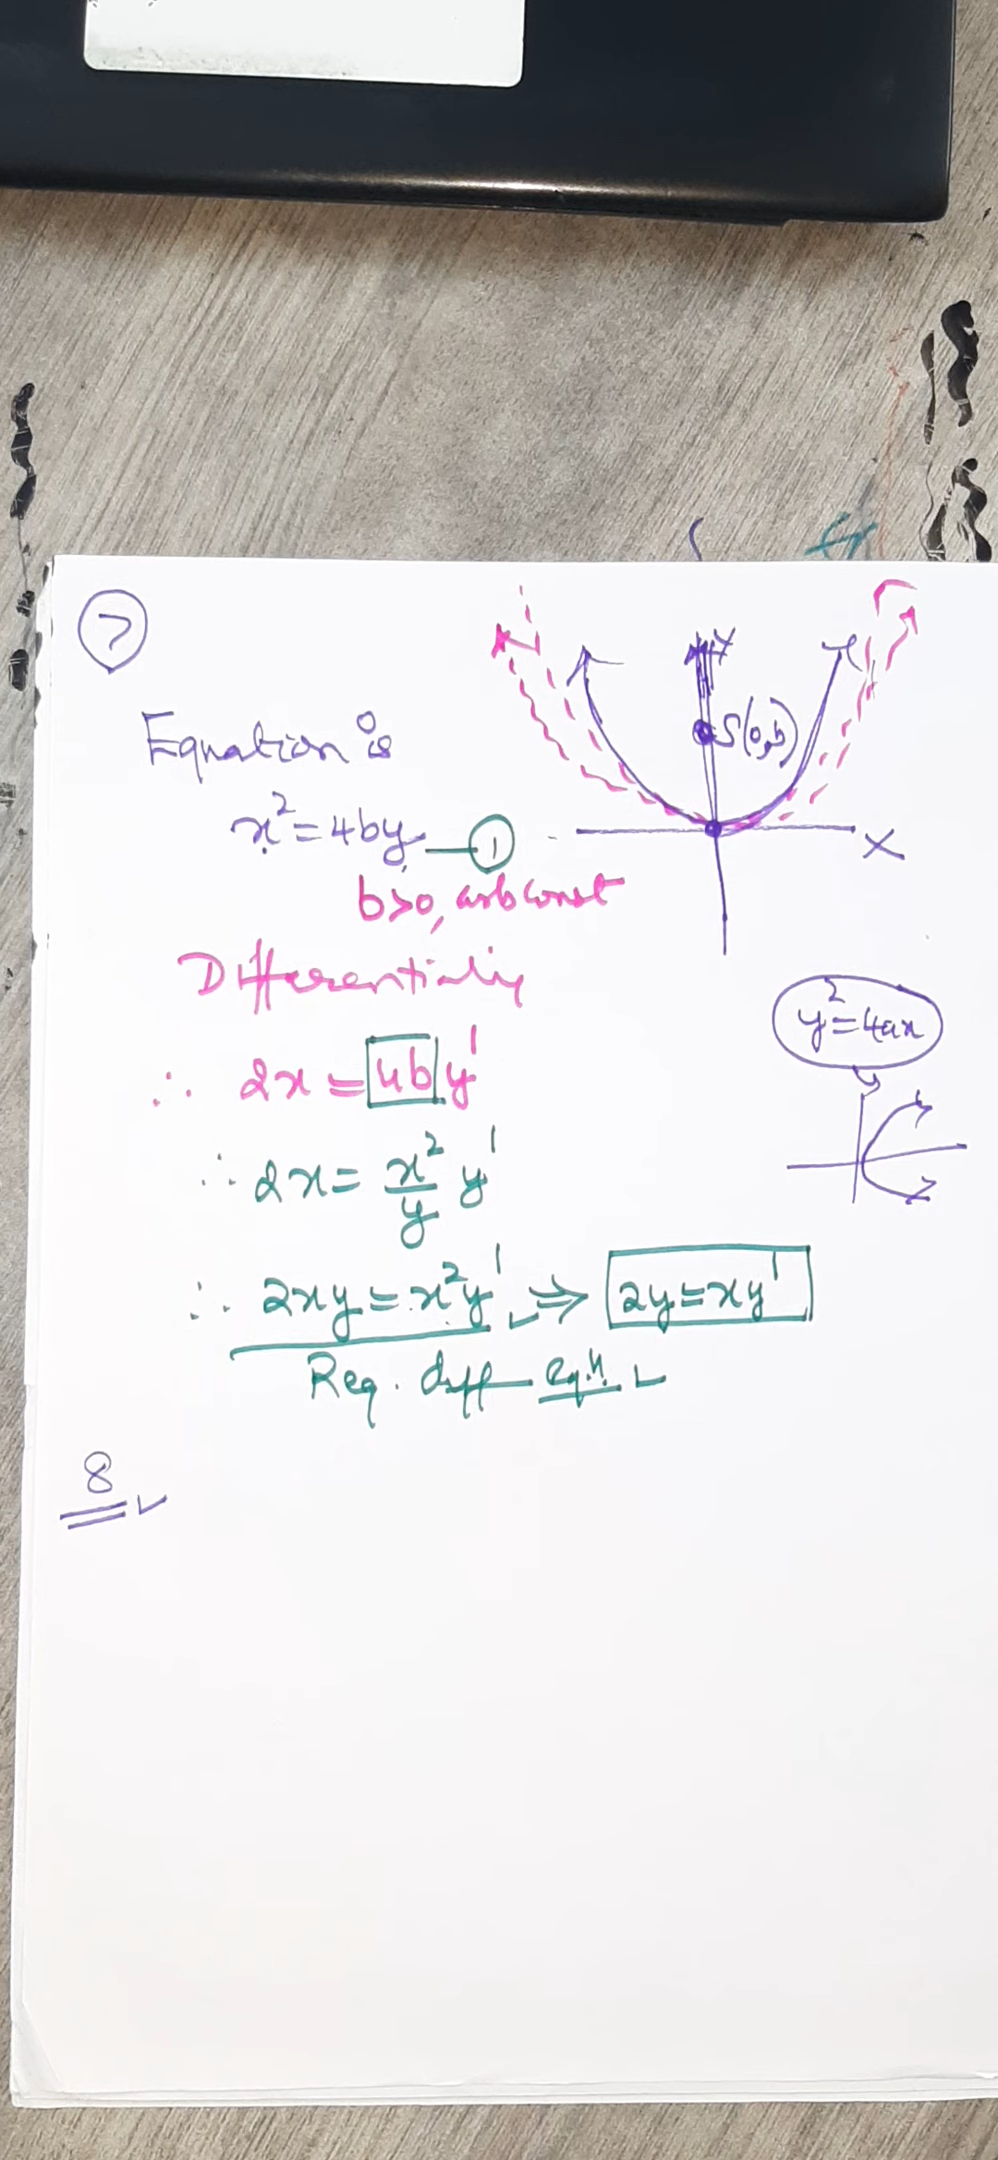 7
Y
S(0,b)
X
Equation is
x² = 4by — ①
b>0, arb const
Differentiating
y² = 4ax
∴ 2x = 4b y'
∴ 2x = x²/y y'
∴ 2xy = x²y' ⇒ 2y = xy'
Req. diff eqn.
8